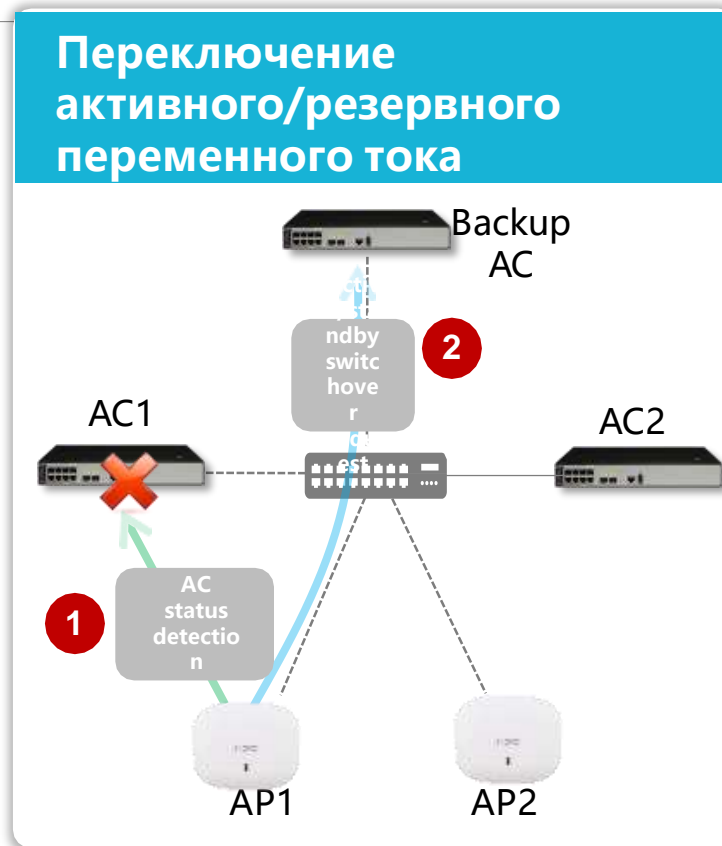 Переключение
активного/резервного
переменного тока
Backup
AC
ndby
switc
hove
r
est
2
AC1
AC2
AC
status
detectio
n
1
AP1
AP2